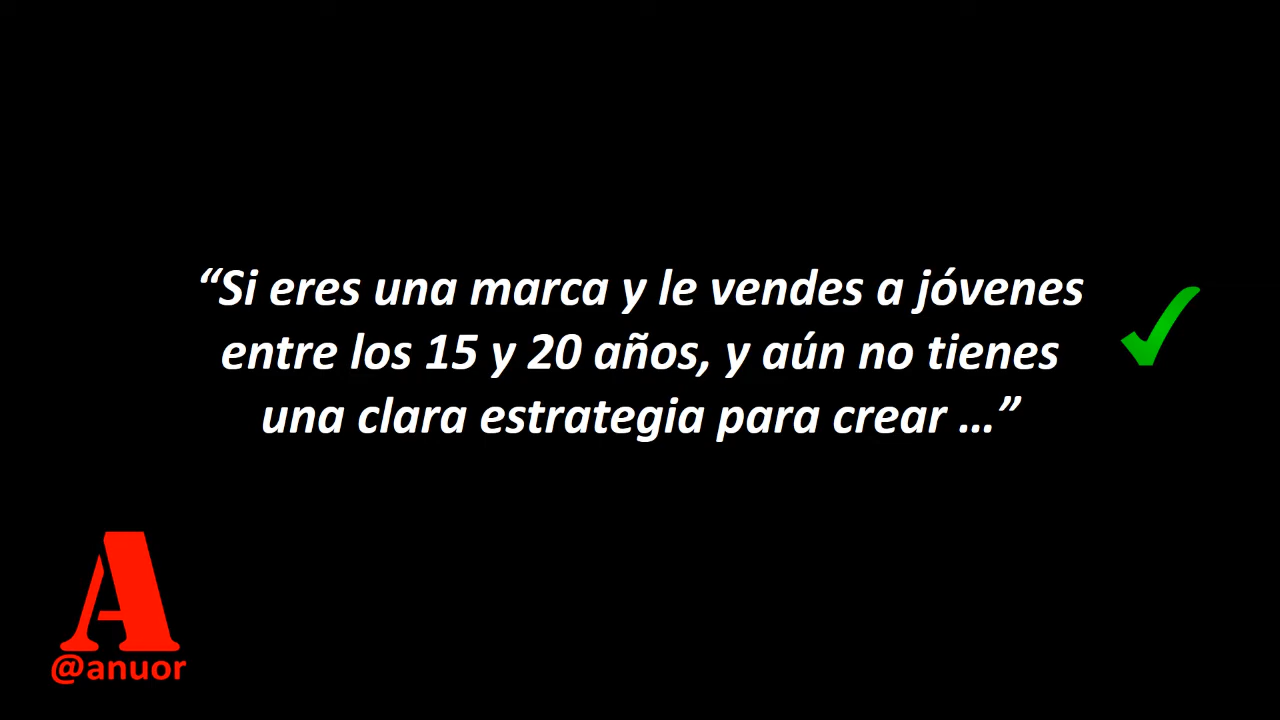 “Si eres una marca y le vendes a jóvenes
entre los 15 y 20 años, y aún no tienes
una clara estrategia para crear ...”
A
@anuor